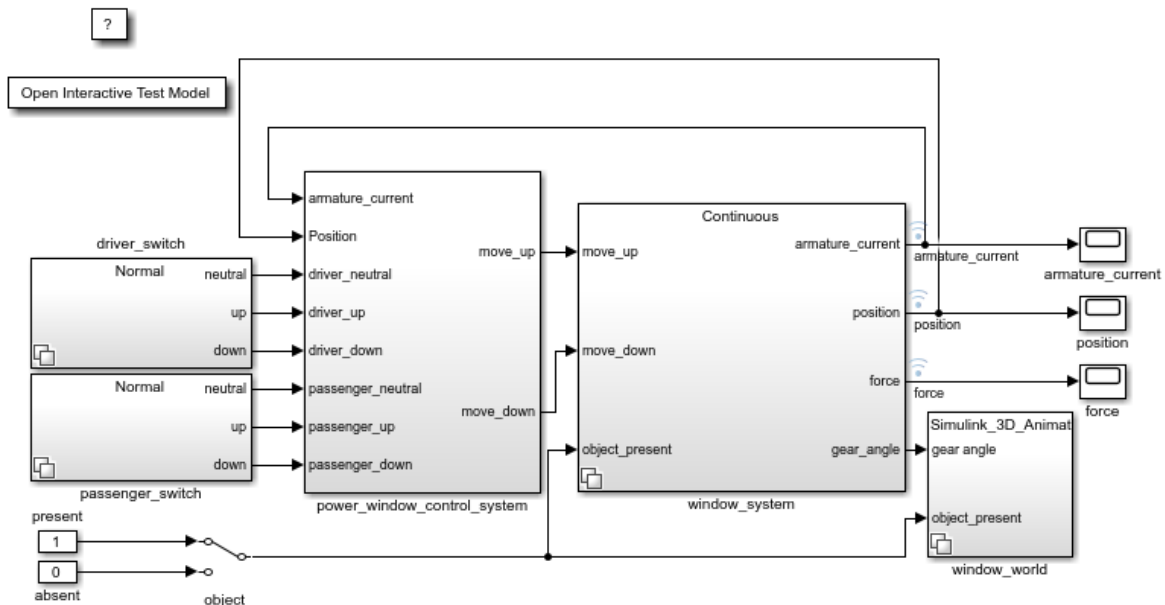 ?
Open Interactive Test Model
driver_switch
Normal
neutral
up
down
Normal
neutral
up
down
passenger_switch
present
1
0
absent
object
armature_current
Position
driver_neutral
driver_up
driver_down
passenger_neutral
passenger_up
passenger_down
move_up
move_down
power_window_control_system
Continuous
move_up
move_down
object_present
armature_current
position
force
gear_angle
window_system
armature_current
position
force
armature_current
position
force
Simulink_3D_Animat
gear angle
object_present
window_world